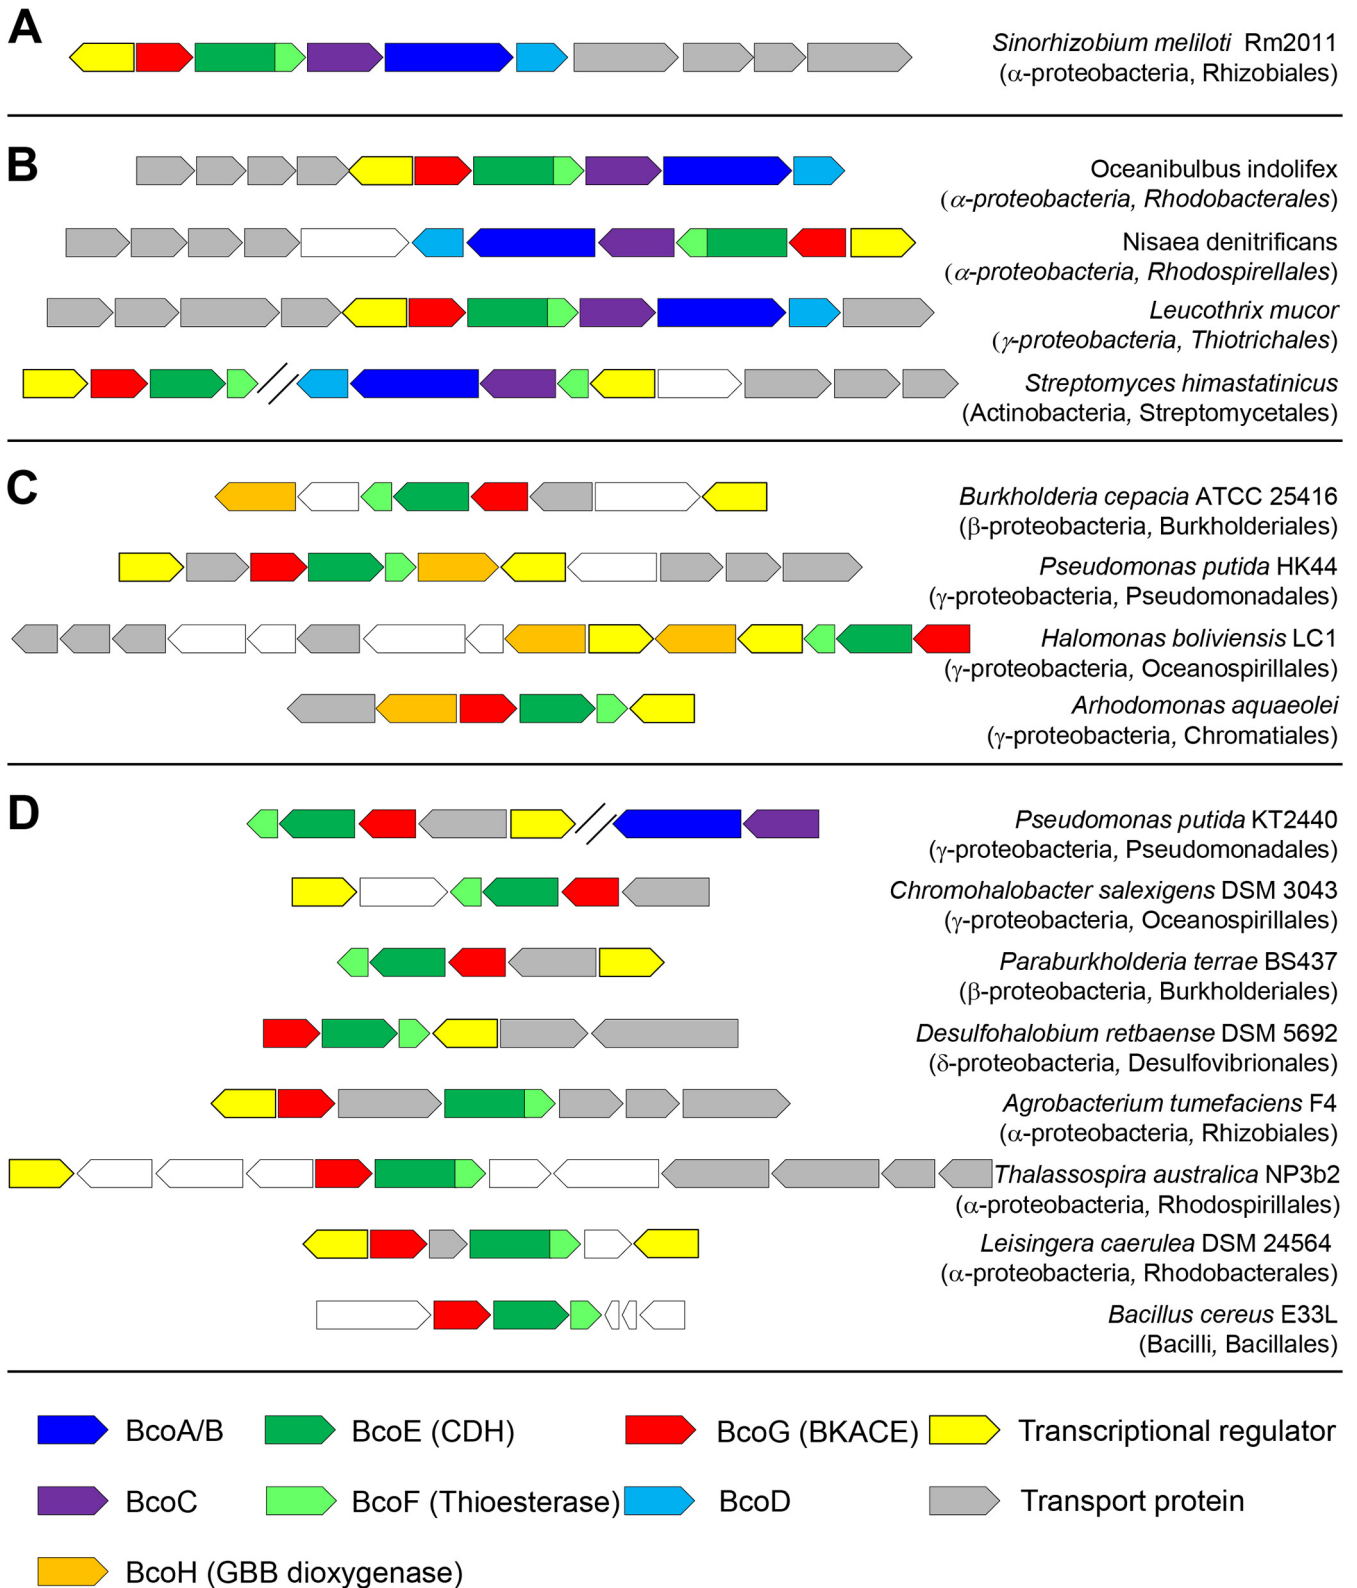 A
Sinorhizobium meliloti Rm2011
(α-proteobacteria, Rhizobiales)
B
Oceanibulbus indolifex
(α-proteobacteria, Rhodobacterales)
Nisaea denitrificans
(α-proteobacteria, Rhodospirellales)
Leucothrix mucor
(γ-proteobacteria, Thiotrichales)
Streptomyces himastatinicus
(Actinobacteria, Streptomycetales)
C
Burkholderia cepacia ATCC 25416
(β-proteobacteria, Burkholderiales)
Pseudomonas putida HK44
(γ-proteobacteria, Pseudomonadales)
Halomonas boliviensis LC1
(γ-proteobacteria, Oceanospirillales)
Arhodomonas aquaeolei
(γ-proteobacteria, Chromatiales)
D
Pseudomonas putida KT2440
(γ-proteobacteria, Pseudomonadales)
Chromohalobacter salexigens DSM 3043
(γ-proteobacteria, Oceanospirillales)
Paraburkholderia terrae BS437
(β-proteobacteria, Burkholderiales)
Desulfohalobium retbaense DSM 5692
(δ-proteobacteria, Desulfovibrionales)
Agrobacterium tumefaciens F4
(α-proteobacteria, Rhizobiales)
Thalassospira australica NP3b2
(α-proteobacteria, Rhodospirillales)
Leisingera caerulea DSM 24564
(α-proteobacteria, Rhodobacterales)
Bacillus cereus E33L
(Bacilli, Bacillales)
BcoA/B BcoE (CDH) BcoG (BKACE) Transcriptional regulator
BcoC BcoF (Thioesterase) BcoD Transport protein
BcoH (GBB dioxygenase)